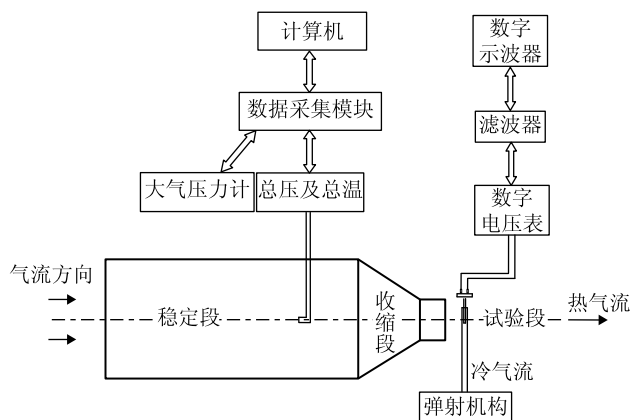 计算机
数字
示波器
数据采集模块
滤波器
大气压力计
总压及总温
数字
电压表
气流方向
稳定段
收缩段
试验段
热气流
冷气流
弹射机构